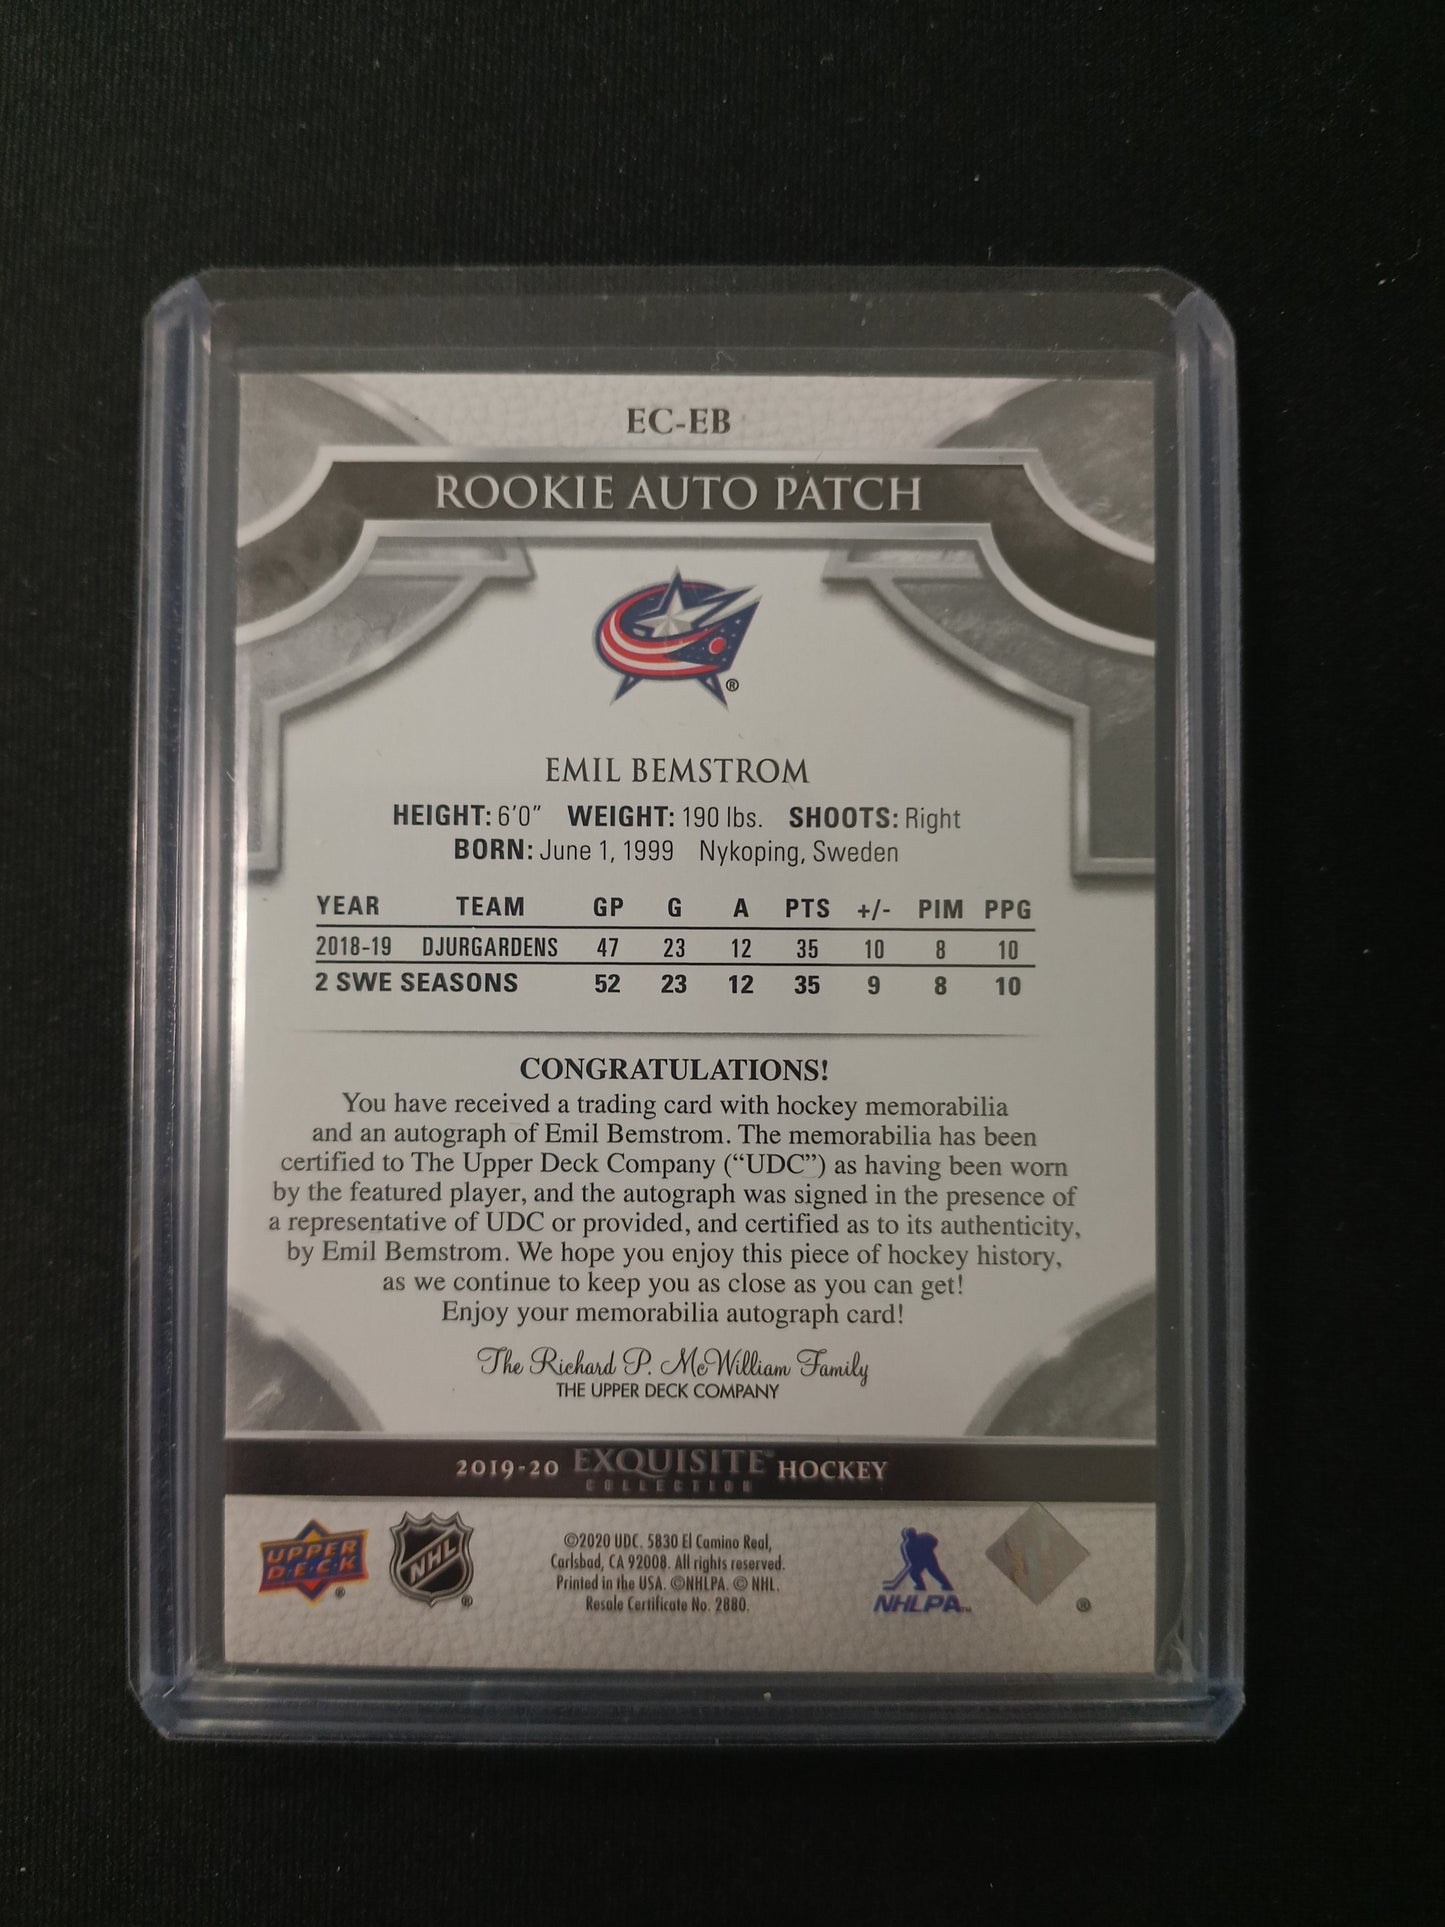 EC-EB
ROOKIE AUTO PATCH
®
EMIL BEMSTROM
HEIGHT: 6'0" WEIGHT: 190 lbs. SHOOTS: Right
BORN: June 1, 1999 Nykoping, Sweden
YEAR TEAM GP G A PTS +/- PIM PPG
2018-19 DJURGARDENS 47 23 12 35 10 8 10
2 SWE SEASONS 52 23 12 35 9 8 10
CONGRATULATIONS!
You have received a trading card with hockey memorabilia
and an autograph of Emil Bemstrom. The memorabilia has been
certified to The Upper Deck Company ("UDC") as having been worn
by the featured player, and the autograph was signed in the presence of
a representative of UDC or provided, and certified as to its authenticity,
by Emil Bemstrom. We hope you enjoy this piece of hockey history,
as we continue to keep you as close as you can get!
Enjoy your memorabilia autograph card!
The Richard P. McWilliam Family
THE UPPER DECK COMPANY
2019-20 EXQUISITE® HOCKEY
COLLECTION
UPPER
DECK ®
NHL ®
©2020 UDC. 5830 El Camino Real,
Carlsbad, CA 92008. All rights reserved.
Printed in the USA. ©NHLPA. © NHL.
Resale Certificate No. 2880.
NHLPA™
®